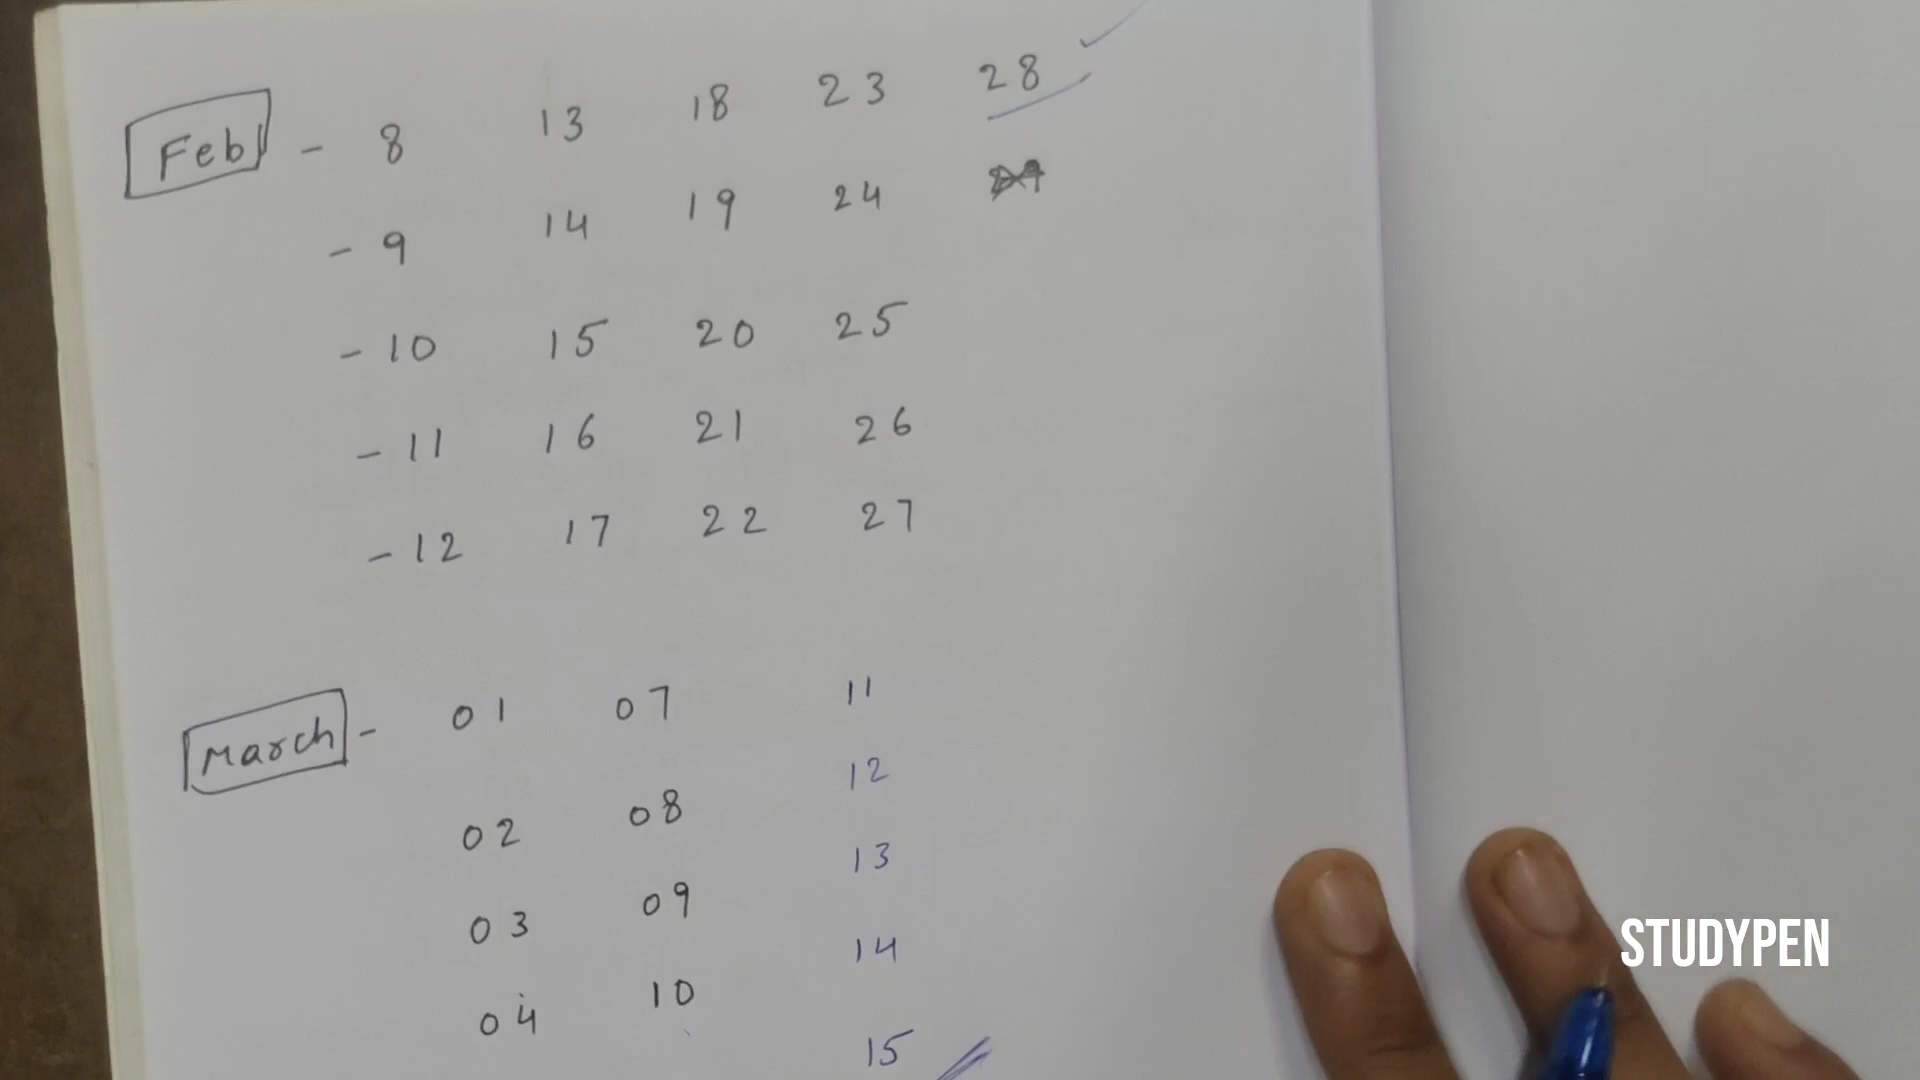 Feb - 8 13 18 23 28
- 9 14 19 24
- 10 15 20 25
- 11 16 21 26
- 12 17 22 27
March - 01 07 11
02 08 12
03 09 13
04 10 14
15
STUDYPEN